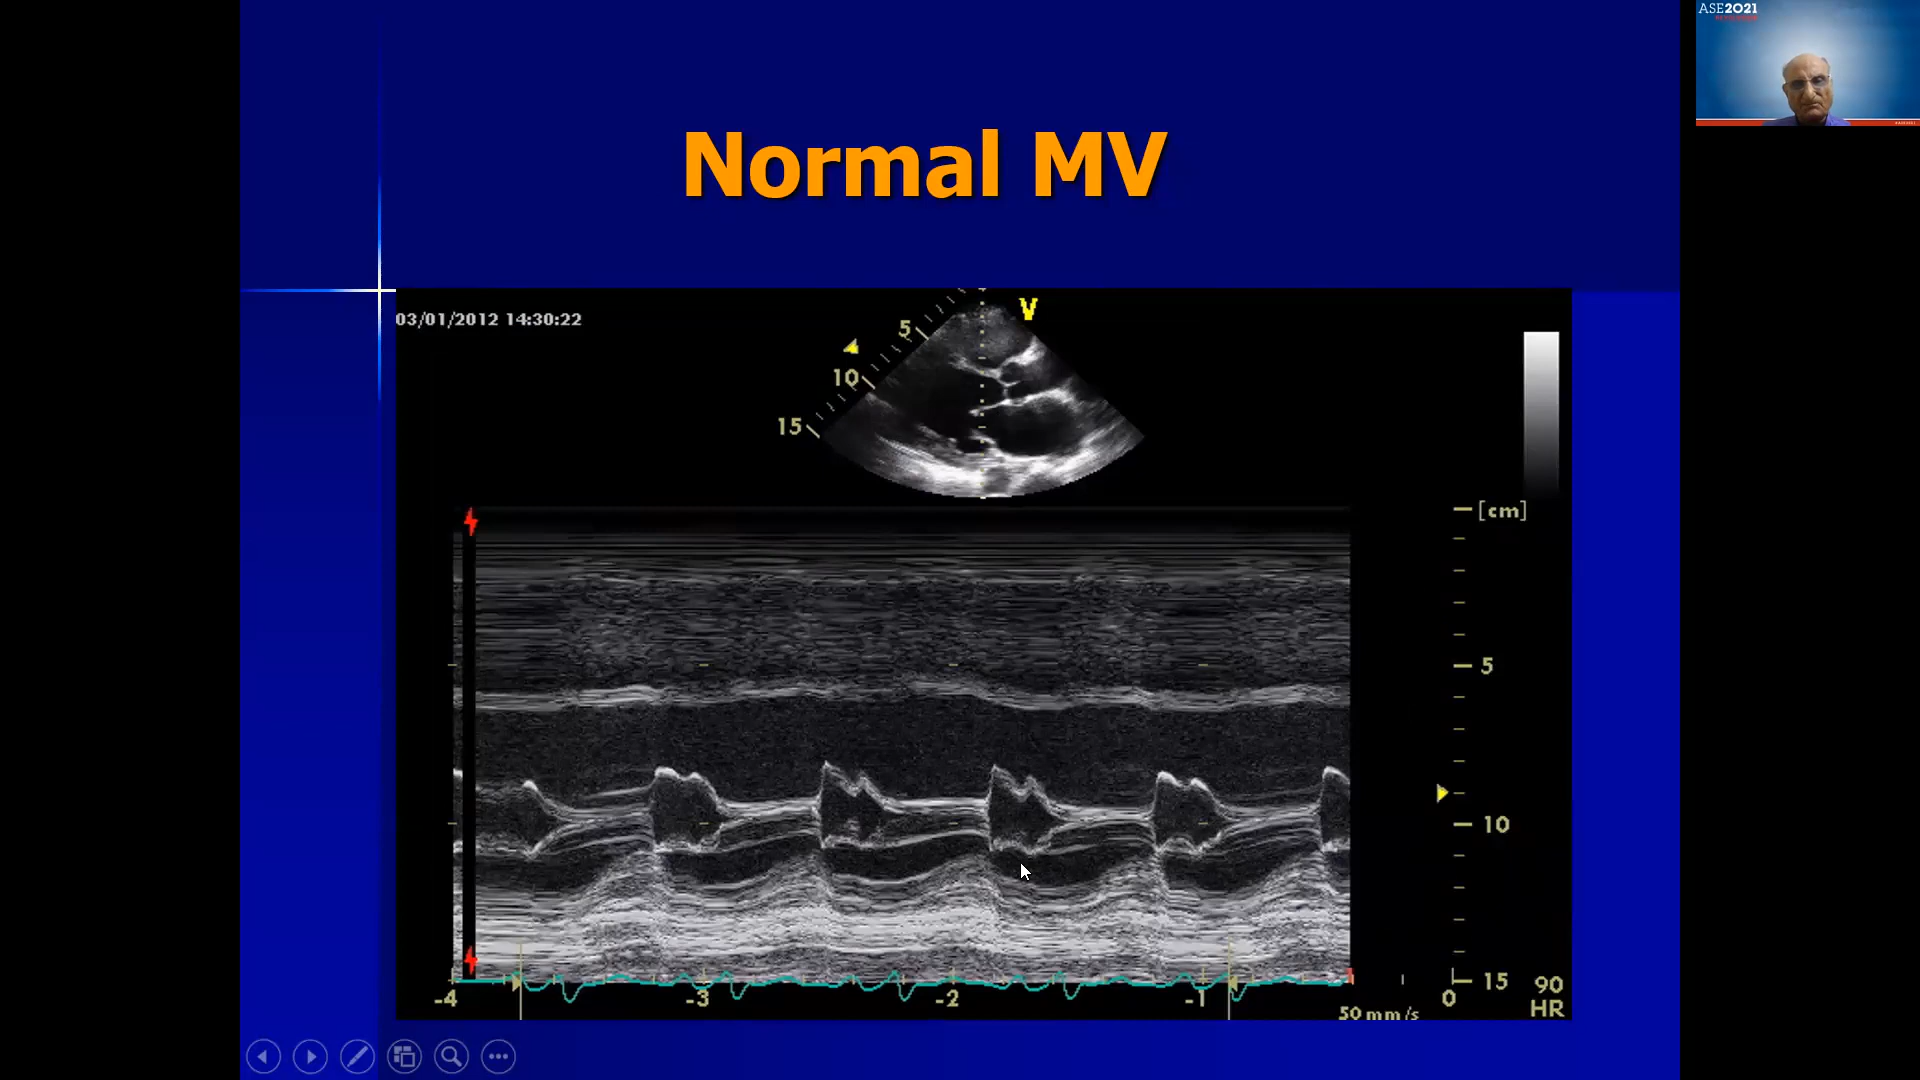 ASE2021
Normal MV
03/01/2012 14:30:22
V
5
10
15
[cm]
5
10
15
-4
-3
-2
-1
0
90
HR
50 mm/s